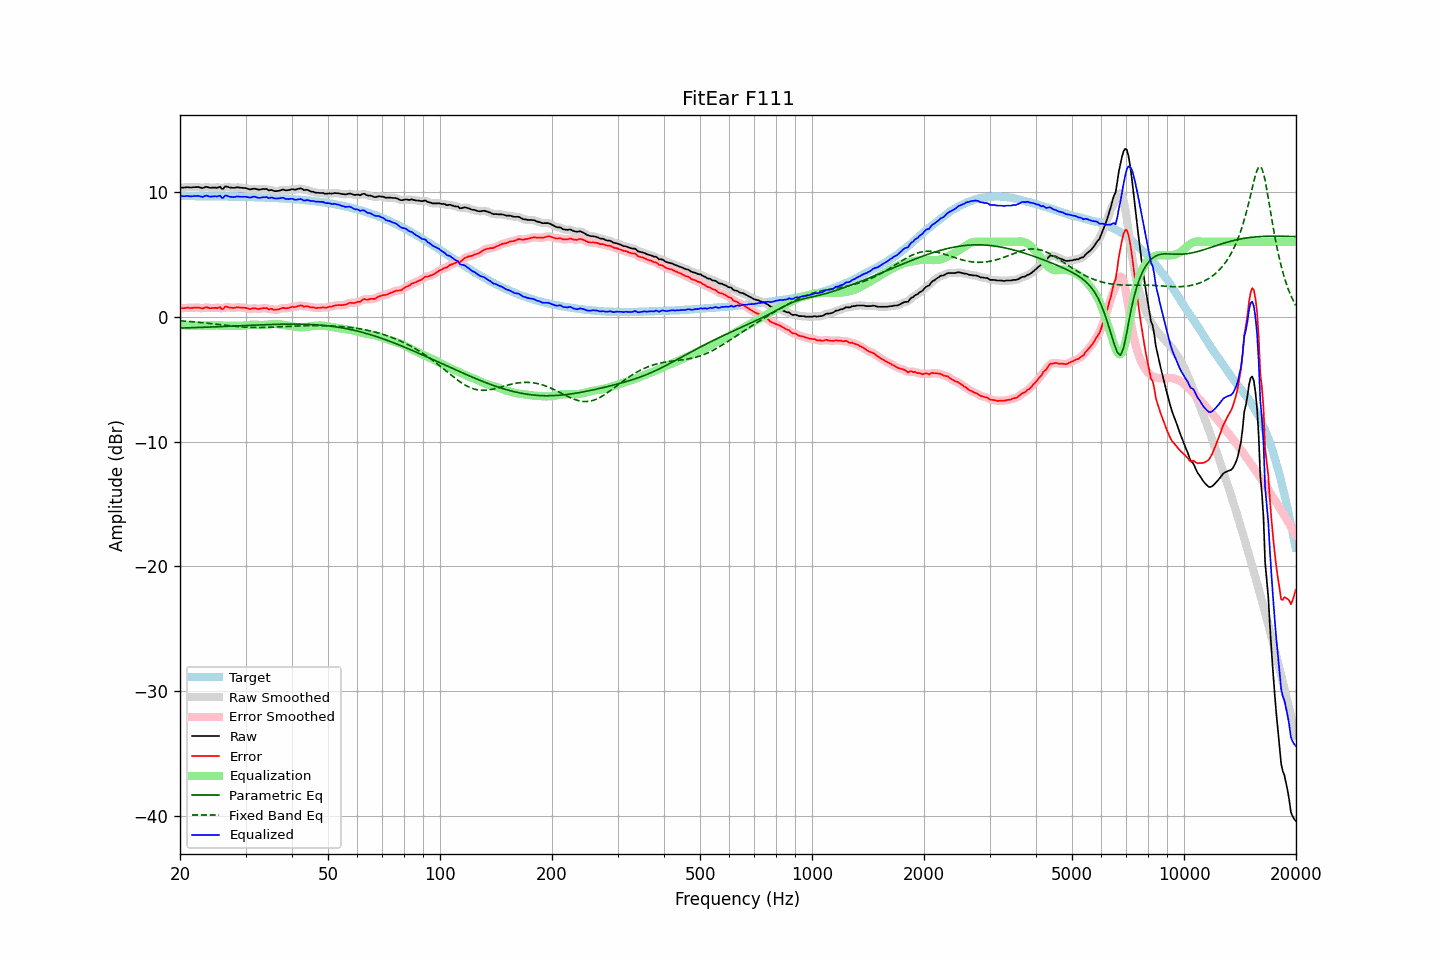 FitEar F111
Amplitude (dBr)
10
0
−10
−20
−30
−40
Target
Raw Smoothed
Error Smoothed
Raw
Error
Equalization
Parametric Eq
Fixed Band Eq
Equalized
20 50 100 200 500 1000 2000 5000 10000 20000
Frequency (Hz)